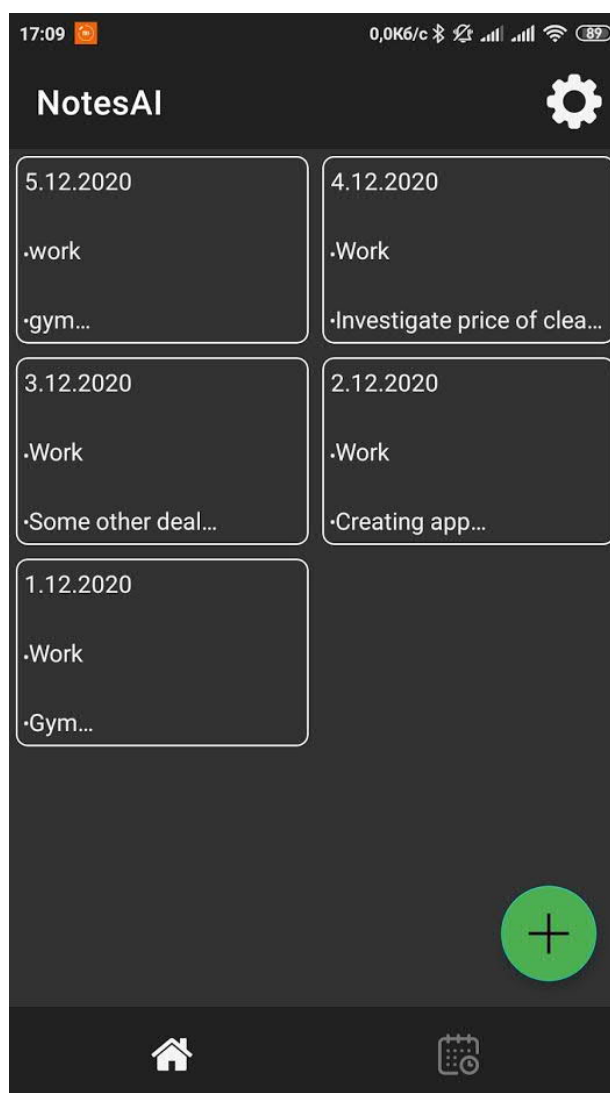 17:09 0,0Кб/с 89
NotesAI
5.12.2020
•work
•gym...
4.12.2020
•Work
•Investigate price of clea...
3.12.2020
•Work
•Some other deal...
2.12.2020
•Work
•Creating app...
1.12.2020
•Work
•Gym...